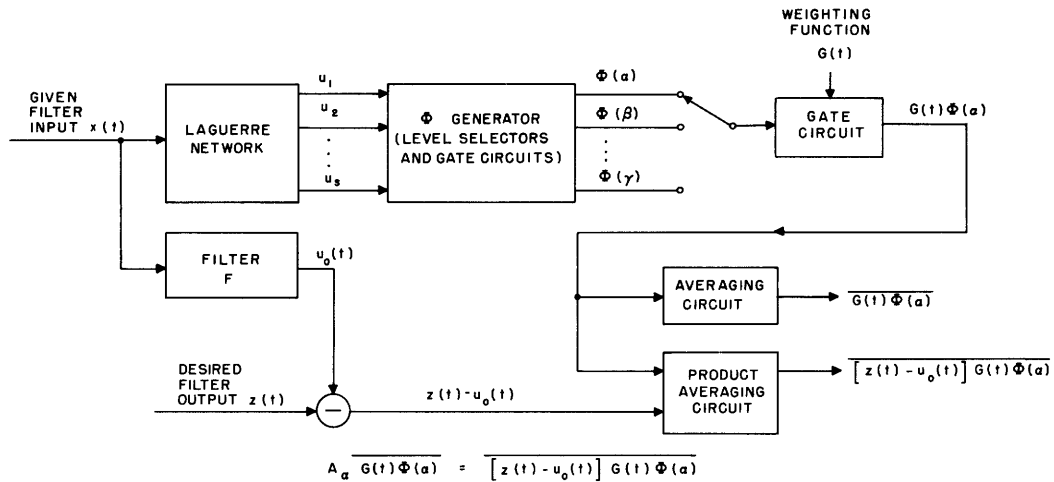 WEIGHTING
FUNCTION
G(t)
GIVEN
FILTER
INPUT x(t)
LAGUERRE
NETWORK
u1
u2
⋮
us
Φ GENERATOR
(LEVEL SELECTORS
AND GATE CIRCUITS)
Φ(α)
Φ(β)
⋮
Φ(γ)
GATE
CIRCUIT
G(t) Φ(α)
FILTER
F
u₀(t)
AVERAGING
CIRCUIT
G(t) Φ(α)
DESIRED
FILTER
OUTPUT z(t)
−
z(t)-u₀(t)
PRODUCT
AVERAGING
CIRCUIT
[z(t)-u₀(t)] G(t) Φ(α)
Aα G(t) Φ(α) = [z(t)-u₀(t)] G(t) Φ(α)